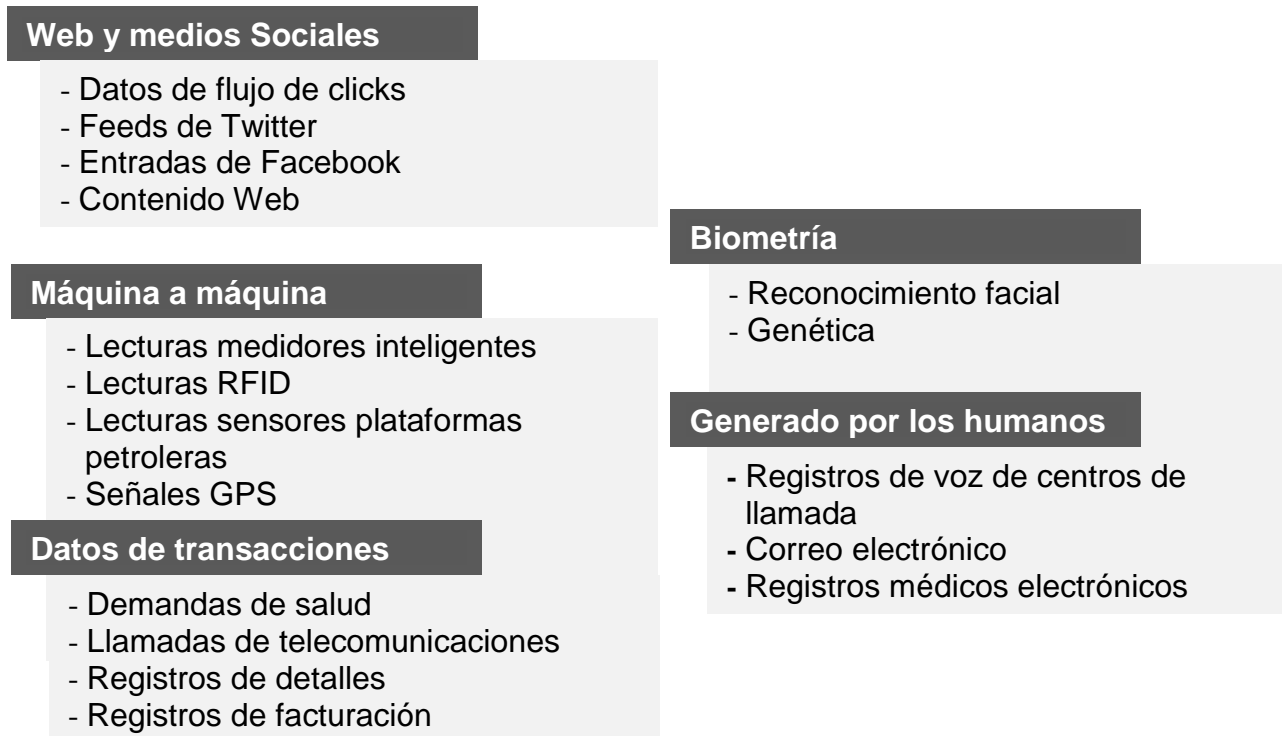 Web y medios Sociales
- Datos de flujo de clicks
- Feeds de Twitter
- Entradas de Facebook
- Contenido Web
Máquina a máquina
- Lecturas medidores inteligentes
- Lecturas RFID
- Lecturas sensores plataformas
petroleras
- Señales GPS
Datos de transacciones
- Demandas de salud
- Llamadas de telecomunicaciones
- Registros de detalles
- Registros de facturación
Biometría
- Reconocimiento facial
- Genética
Generado por los humanos
- Registros de voz de centros de
llamada
- Correo electrónico
- Registros médicos electrónicos